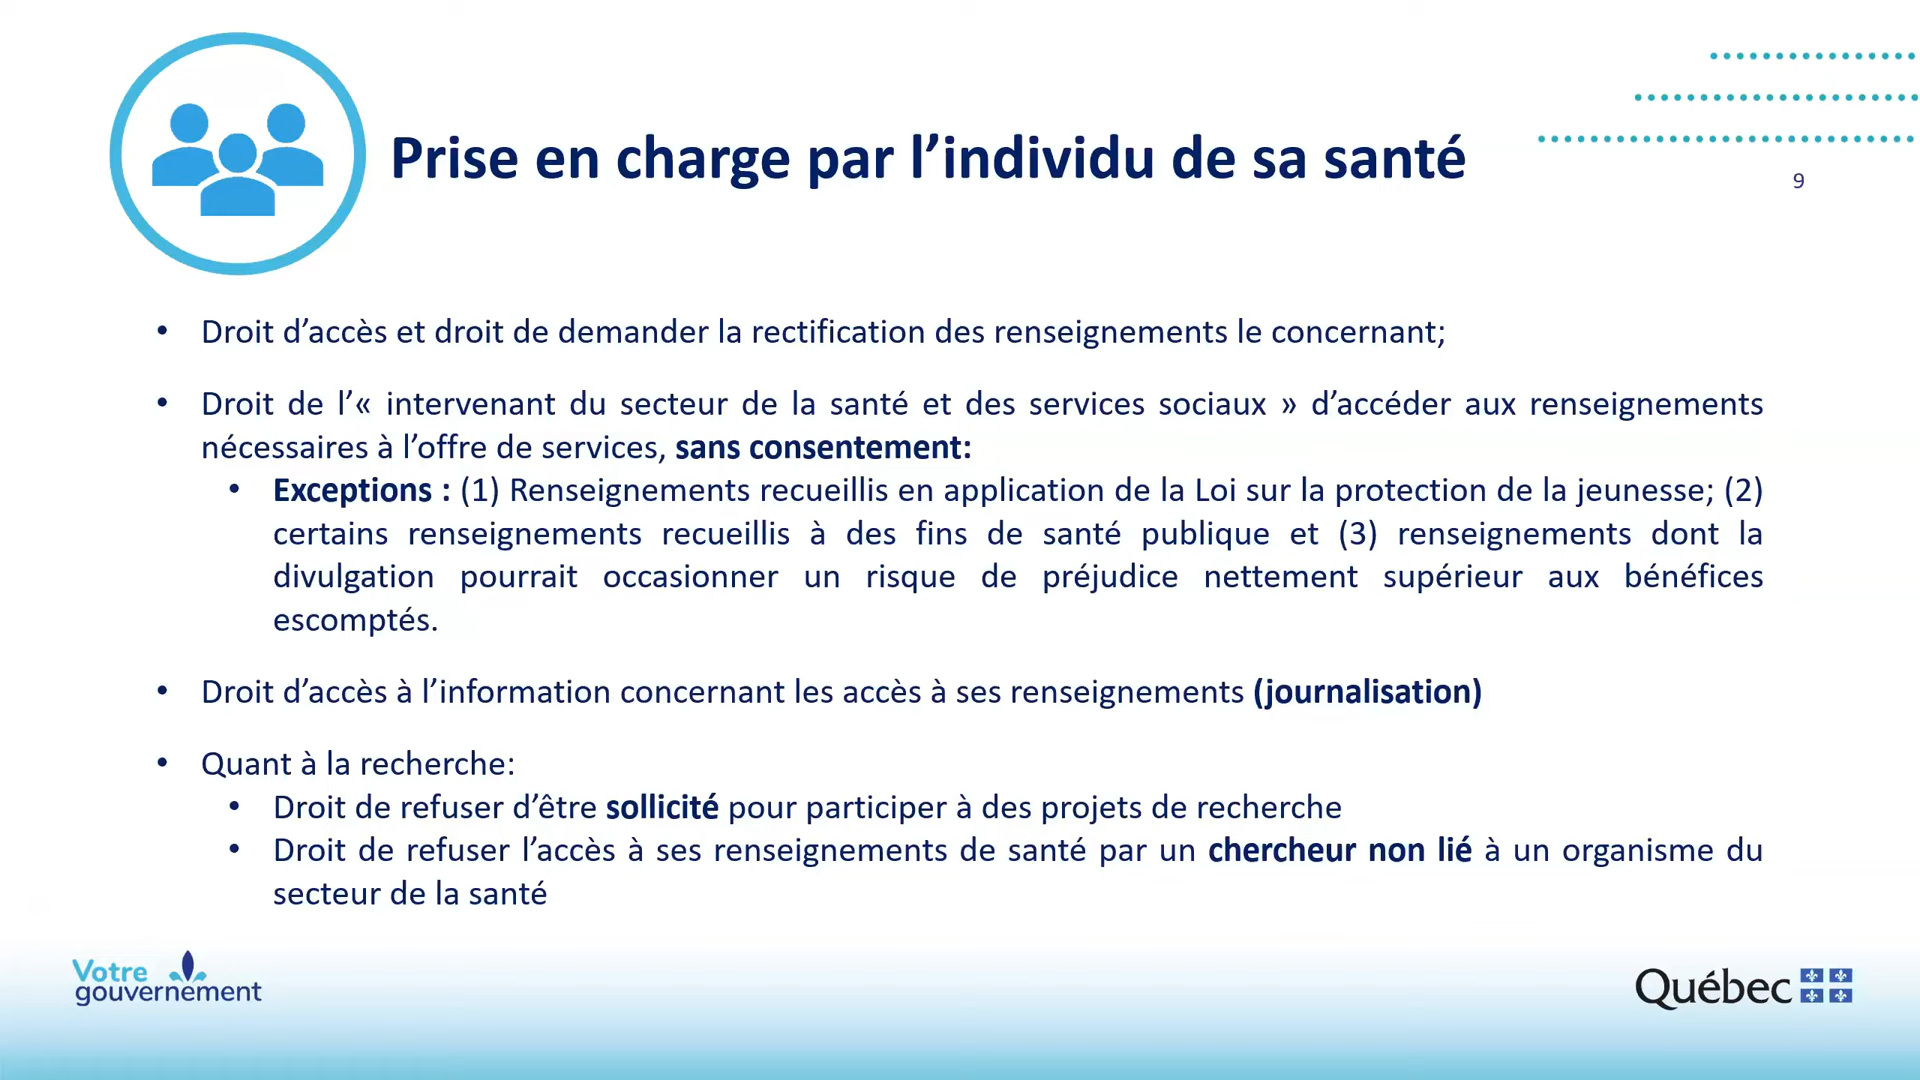 Prise en charge par l’individu de sa santé
9
• Droit d’accès et droit de demander la rectification des renseignements le concernant;
• Droit de l’« intervenant du secteur de la santé et des services sociaux » d’accéder aux renseignements
nécessaires à l’offre de services, sans consentement:
• Exceptions : (1) Renseignements recueillis en application de la Loi sur la protection de la jeunesse; (2)
certains renseignements recueillis à des fins de santé publique et (3) renseignements dont la
divulgation pourrait occasionner un risque de préjudice nettement supérieur aux bénéfices
escomptés.
• Droit d’accès à l’information concernant les accès à ses renseignements (journalisation)
• Quant à la recherche:
• Droit de refuser d’être sollicité pour participer à des projets de recherche
• Droit de refuser l’accès à ses renseignements de santé par un chercheur non lié à un organisme du
secteur de la santé
Votre
gouvernement
Québec